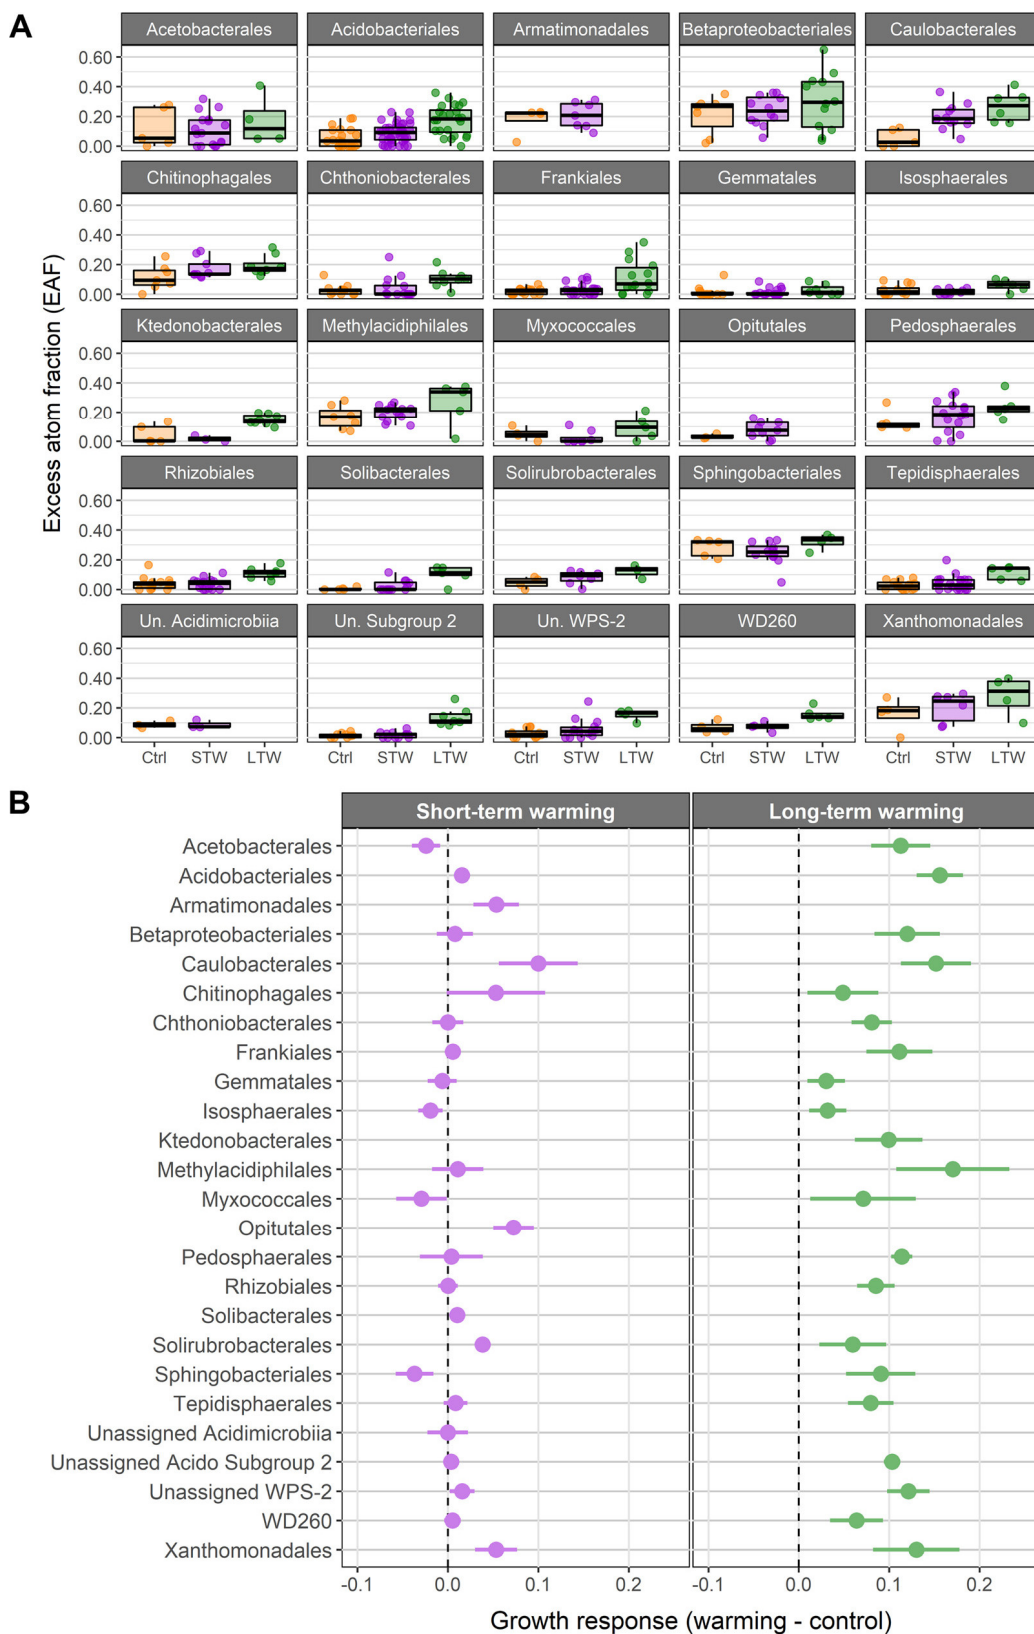 A
Acetobacterales Acidobacteriales Armatimonadales Betaproteobacteriales Caulobacterales
0.60
0.40
0.20
0.00
Chitinophagales Chthoniobacterales Frankiales Gemmatales Isosphaerales
0.60
0.40
0.20
0.00
Ktedonobacterales Methylacidiphilales Myxococcales Opitutales Pedosphaerales
0.60
0.40
0.20
0.00
Rhizobiales Solibacterales Solirubrobacterales Sphingobacteriales Tepidisphaerales
0.60
0.40
0.20
0.00
Un. Acidimicrobiia Un. Subgroup 2 Un. WPS-2 WD260 Xanthomonadales
0.60
0.40
0.20
0.00
Excess atom fraction (EAF)
Ctrl STW LTW Ctrl STW LTW Ctrl STW LTW Ctrl STW LTW Ctrl STW LTW
B
Short-term warming Long-term warming
Acetobacterales
Acidobacteriales
Armatimonadales
Betaproteobacteriales
Caulobacterales
Chitinophagales
Chthoniobacterales
Frankiales
Gemmatales
Isosphaerales
Ktedonobacterales
Methylacidiphilales
Myxococcales
Opitutales
Pedosphaerales
Rhizobiales
Solibacterales
Solirubrobacterales
Sphingobacteriales
Tepidisphaerales
Unassigned Acidimicrobiia
Unassigned Acido Subgroup 2
Unassigned WPS-2
WD260
Xanthomonadales
-0.1 0.0 0.1 0.2 -0.1 0.0 0.1 0.2
Growth response (warming - control)